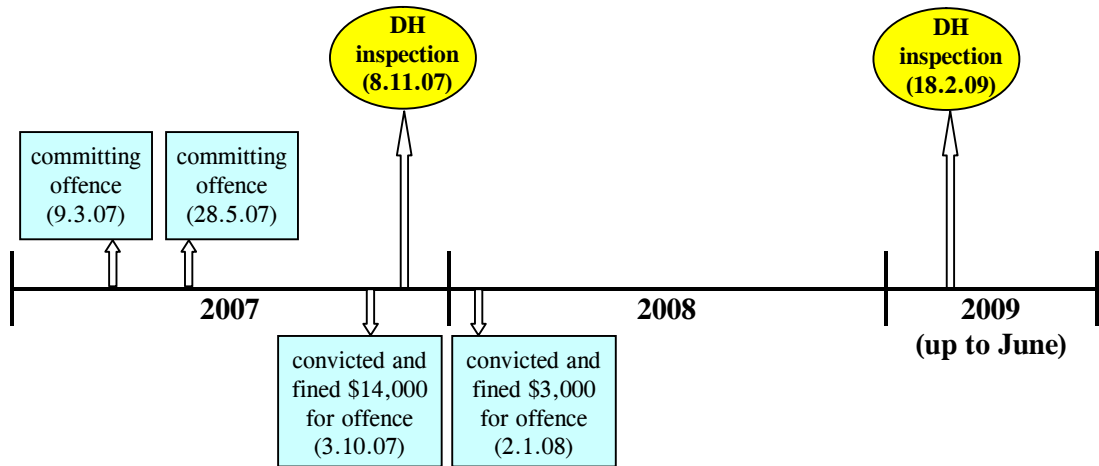 DH
inspection
(8.11.07)
DH
inspection
(18.2.09)
committing
offence
(9.3.07)
committing
offence
(28.5.07)
2007
2008
2009
(up to June)
convicted and
fined $14,000
for offence
(3.10.07)
convicted and
fined $3,000
for offence
(2.1.08)